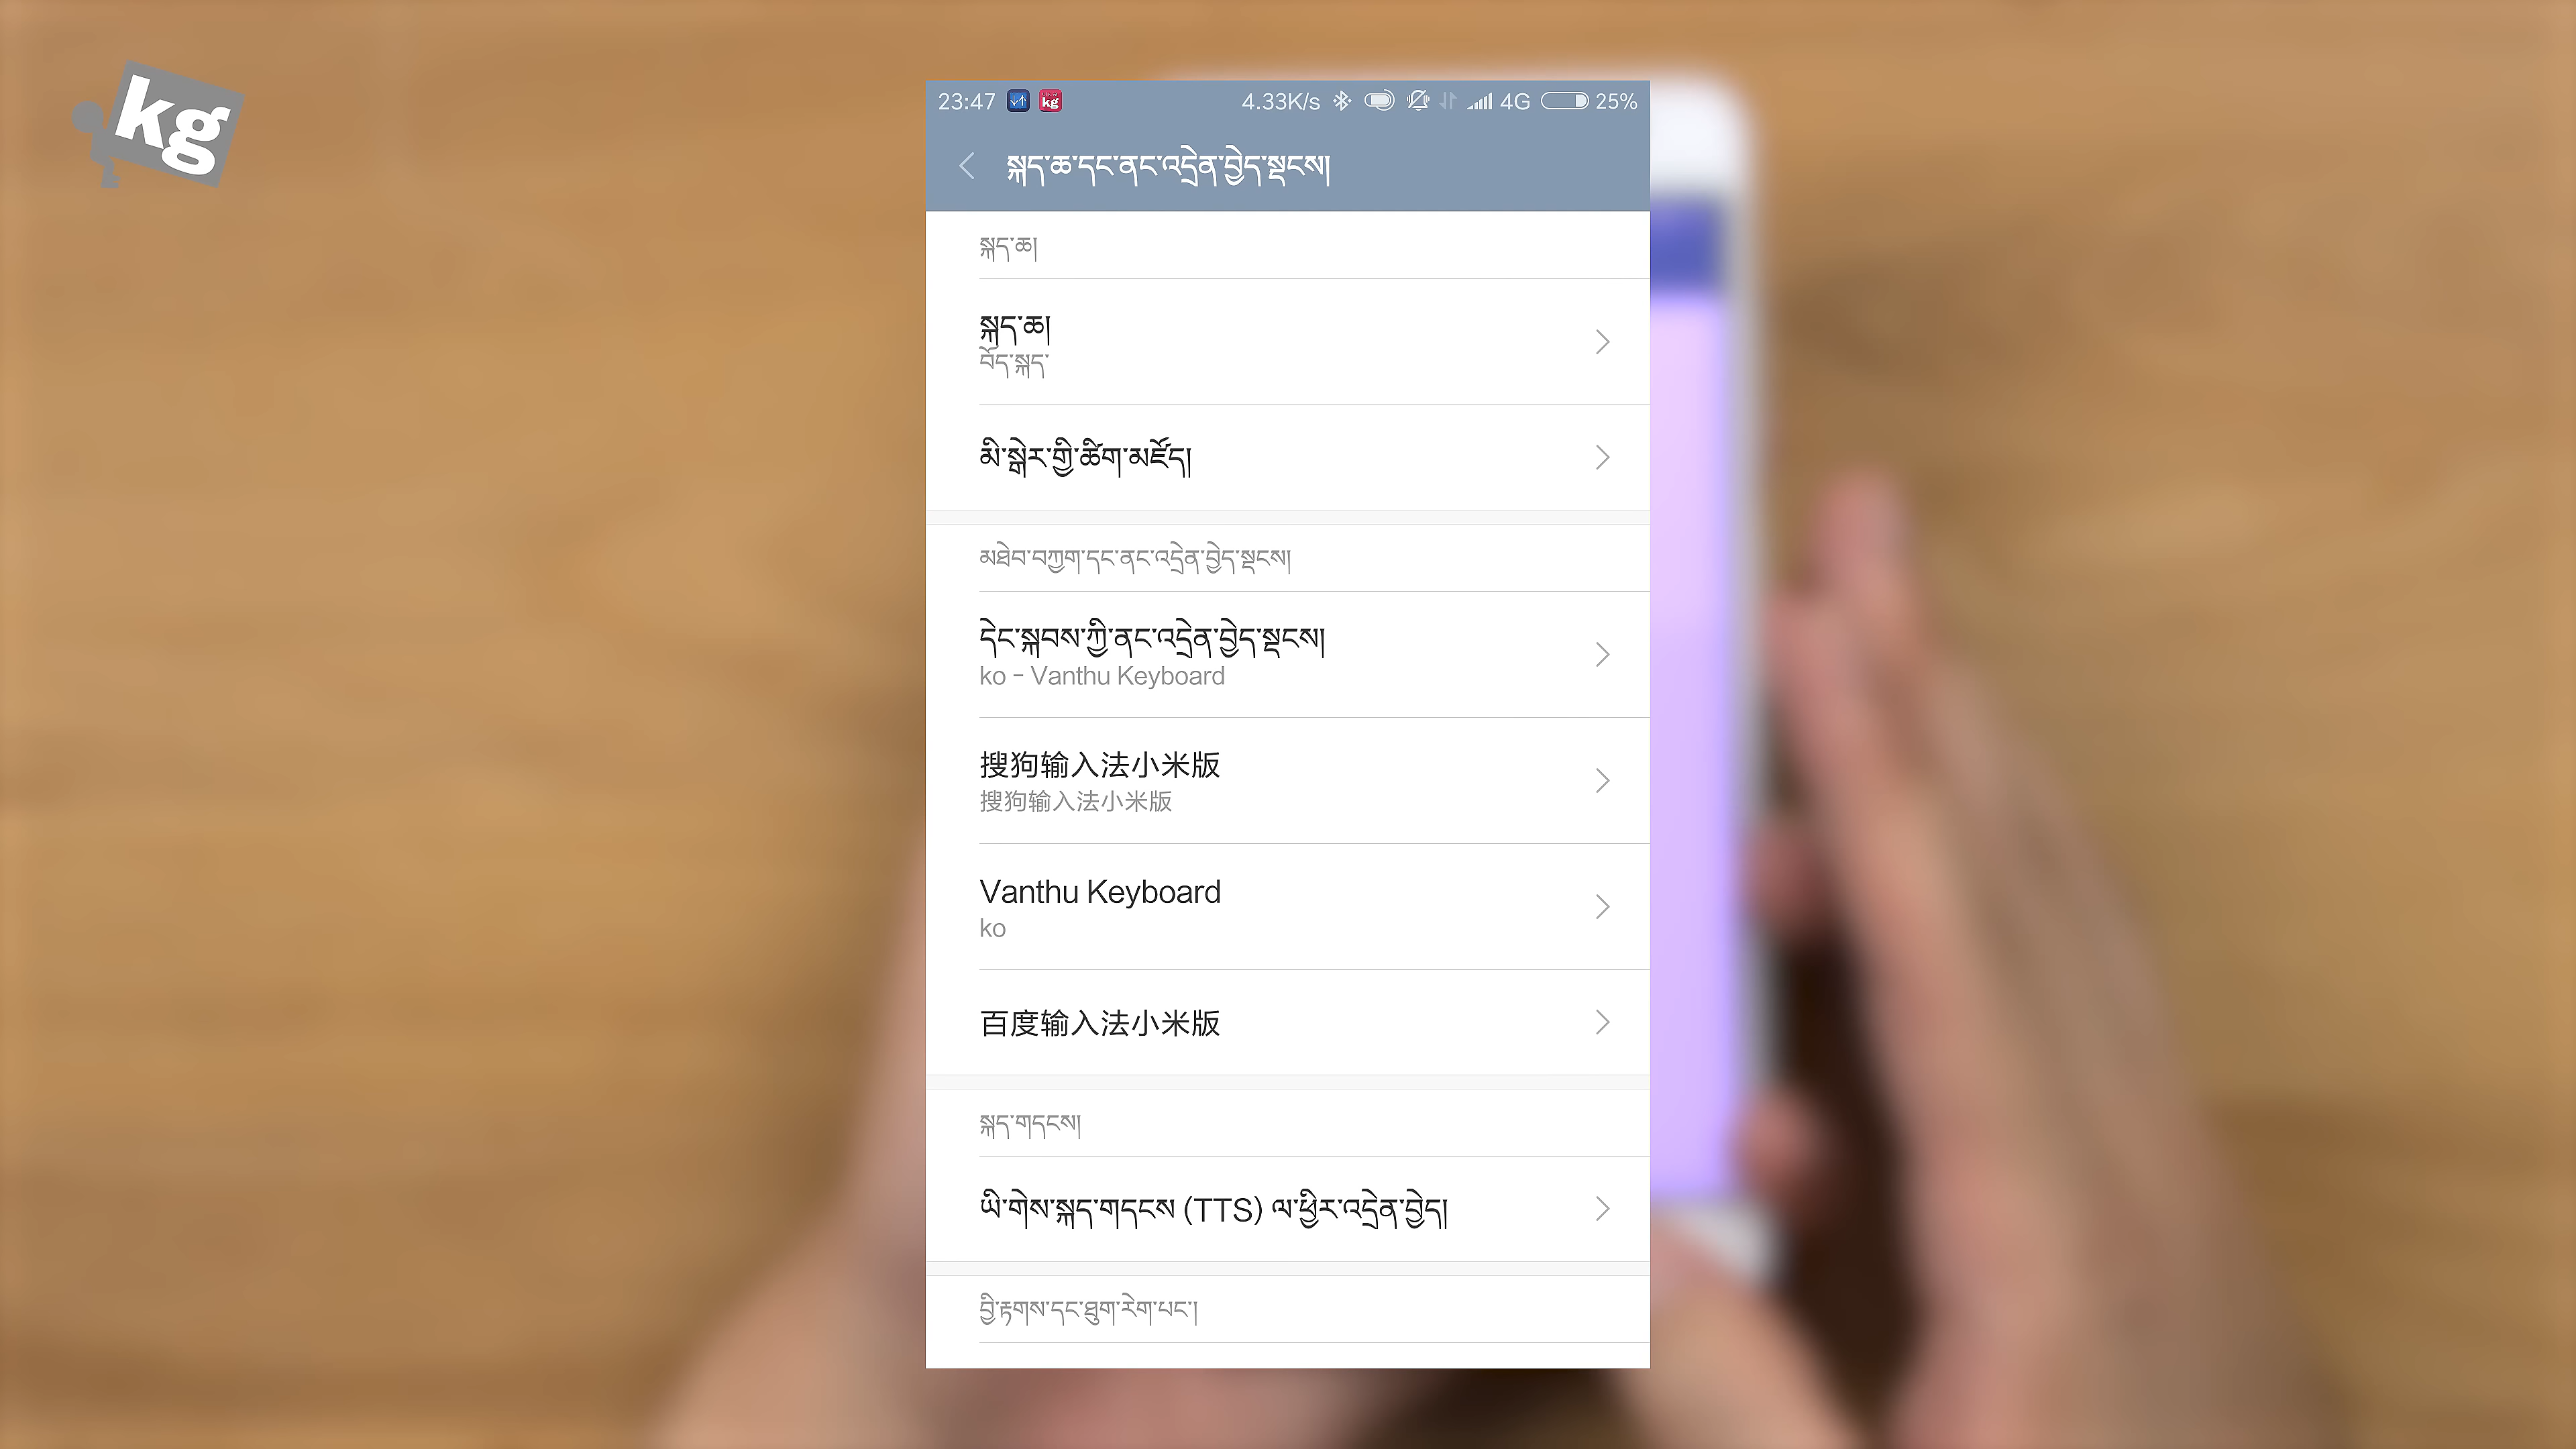 kg
23:47 kg 4.33K/s 4G 25%
སྐད་ཆ་དང་ནང་འདྲེན་བྱེད་སྟངས།
སྐད་ཆ།
སྐད་ཆ།
བོད་སྐད་
མི་སྒེར་གྱི་ཚིག་མཛོད།
མཐེབ་བཀྱག་དང་ནང་འདྲེན་བྱེད་སྟངས།
དེང་སྐབས་ཀྱི་ནང་འདྲེན་བྱེད་སྟངས།
ko - Vanthu Keyboard
搜狗输入法小米版
搜狗输入法小米版
Vanthu Keyboard
ko
百度输入法小米版
སྐད་གདངས།
ཡི་གེས་སྐད་གདངས (TTS) ལ་ཕྱིར་འདྲེན་བྱེད།
བྱི་རྟགས་དང་ཐུག་རེག་པང་།